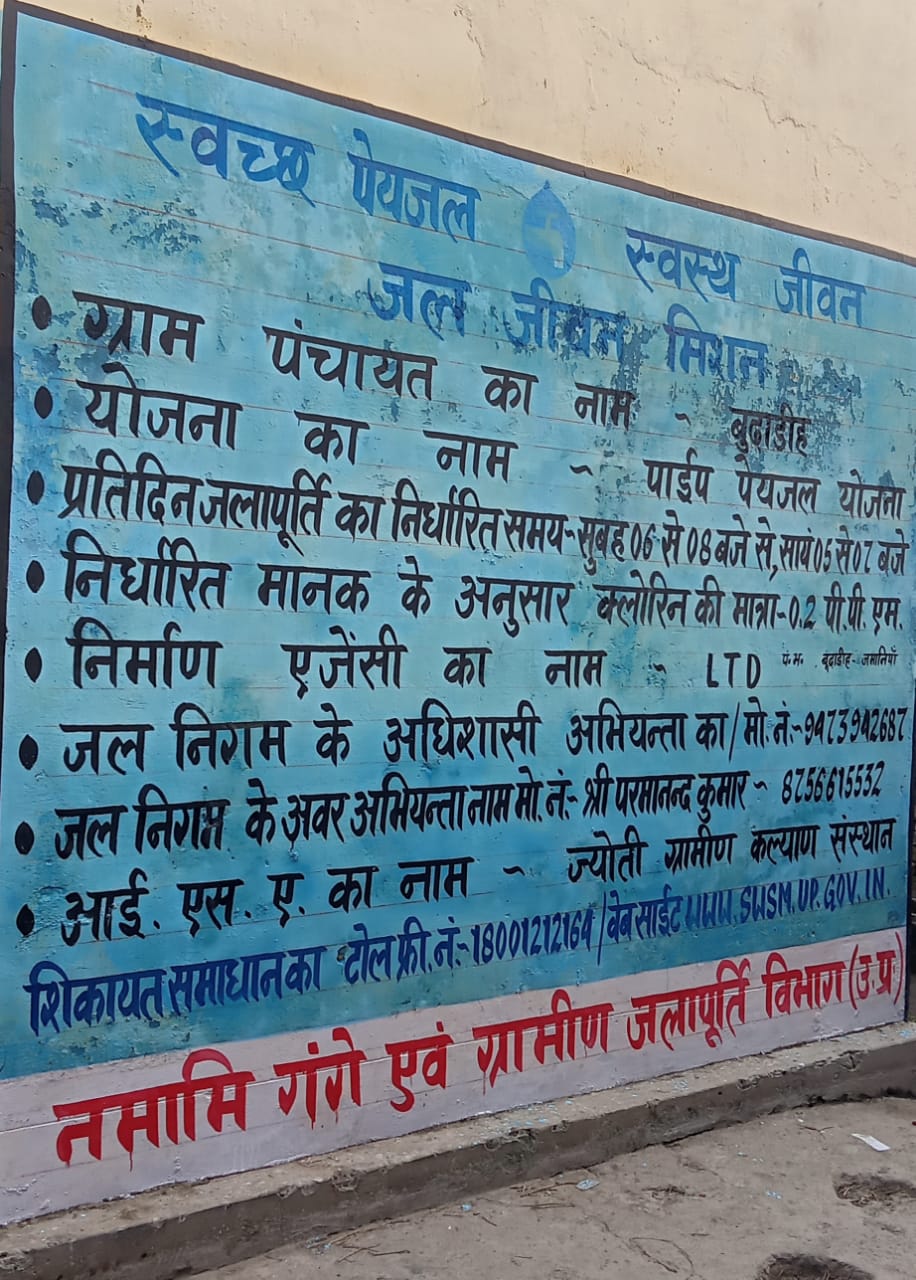 स्वच्छ पेयजल स्वस्थ जीवन
जल जीवन मिशन
• ग्राम पंचायत का नाम ~ बुढ़ाडीह
• योजना का नाम ~ पाईप पेयजल योजना
• प्रतिदिन जलापूर्ति का निर्धारित समय-सुबह 06 से 08 बजे से, सायं 05 से 07 बजे
• निर्धारित मानक के अनुसार क्लोरिन की मात्रा-0.2 पी.पी. एम.
• निर्माण एजेंसी का नाम ~ LTD पं.भ. बुढ़ाडीह-जमानियाँ
• जल निगम के अधिशासी अभियन्ता का/मो.नं.~9473942687
• जल निगम के अवर अभियन्ता नाम मो.नं.- श्री परमानन्द कुमार ~ 8756615532
• आई. एस. ए. का नाम ~ ज्योती ग्रामीण कल्याण संस्थान
शिकायत समाधान का टोल फ्री.नं.-18001212164/वेब साईट WWW.SWSM.UP.GOV.IN.
नमामि गंगे एवं ग्रामीण जलापूर्ति विभाग (उ.प्र)